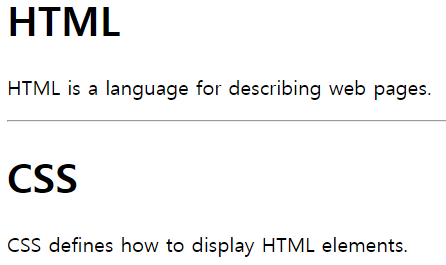 HTML
HTML is a language for describing web pages.
CSS
CSS defines how to display HTML elements.